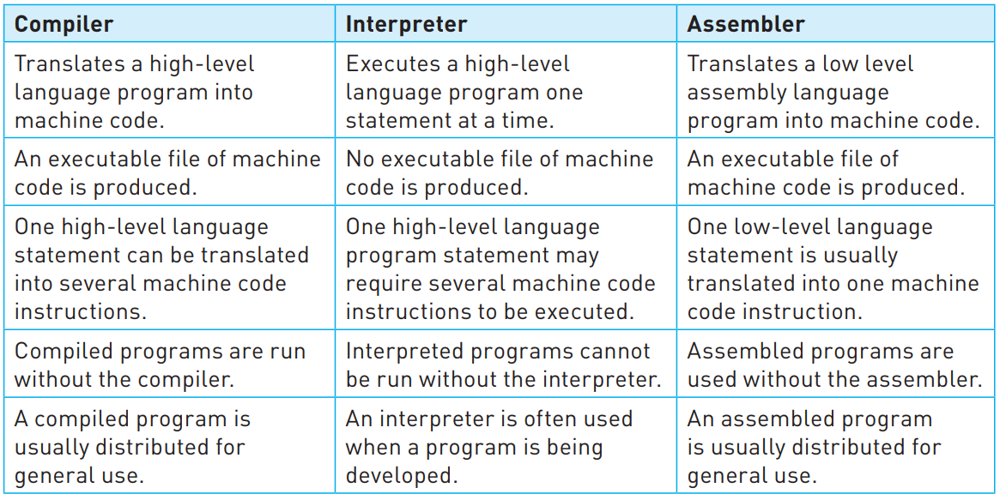 Compiler
Interpreter
Assembler
Translates a high-level
language program into
machine code.
Executes a high-level
language program one
statement at a time.
Translates a low level
assembly language
program into machine code.
An executable file of machine
code is produced.
No executable file of machine
code is produced.
An executable file of
machine code is produced.
One high-level language
statement can be translated
into several machine code
instructions.
One high-level language
program statement may
require several machine code
instructions to be executed.
One low-level language
statement is usually
translated into one machine
code instruction.
Compiled programs are run
without the compiler.
Interpreted programs cannot
be run without the interpreter.
Assembled programs are
used without the assembler.
A compiled program is
usually distributed for
general use.
An interpreter is often used
when a program is being
developed.
An assembled program
is usually distributed for
general use.